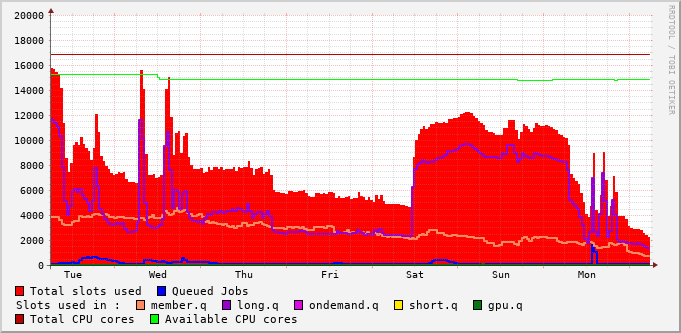 20000
18000
16000
14000
12000
10000
8000
6000
4000
2000
0
Tue Wed Thu Fri Sat Sun Mon
RRDTOOL / TOBI OETIKER
Total slots used Queued Jobs
Slots used in : member.q long.q ondemand.q short.q gpu.q
Total CPU cores Available CPU cores